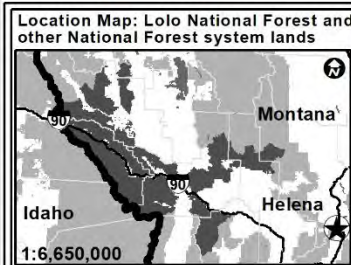 Location Map: Lolo National Forest and
other National Forest system lands
N
Montana
90
90
Helena
Idaho
1:6,650,000